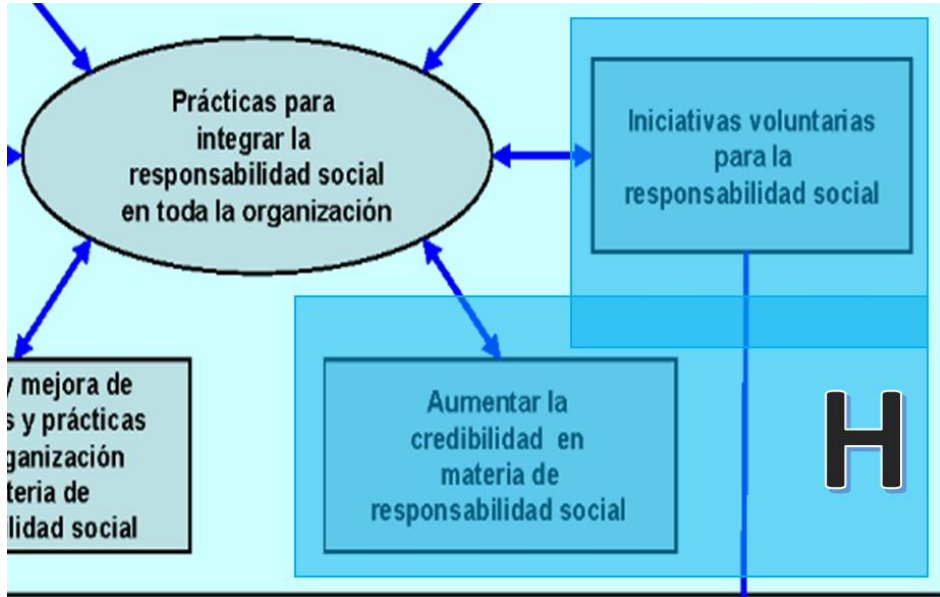 Prácticas para
integrar la
responsabilidad social
en toda la organización
Iniciativas voluntarias
para la
responsabilidad social
y mejora de
s y prácticas
ganización
teria de
lidad social
Aumentar la
credibilidad en
materia de
responsabilidad social
H